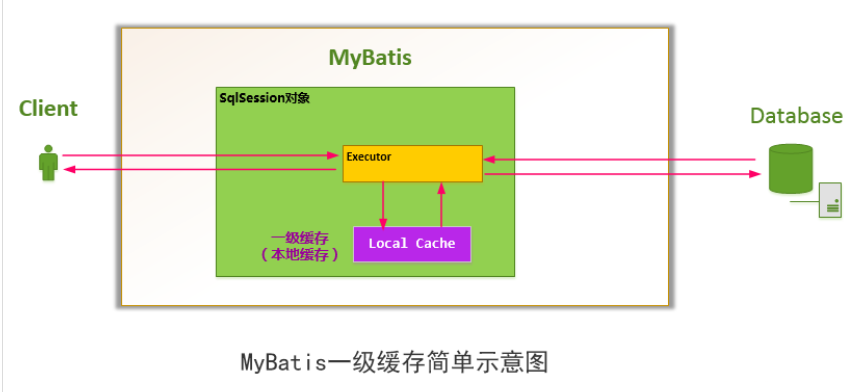 MyBatis
Client
SqlSession对象
Database
Executor
一级缓存
（本地缓存）
Local Cache
MyBatis一级缓存简单示意图